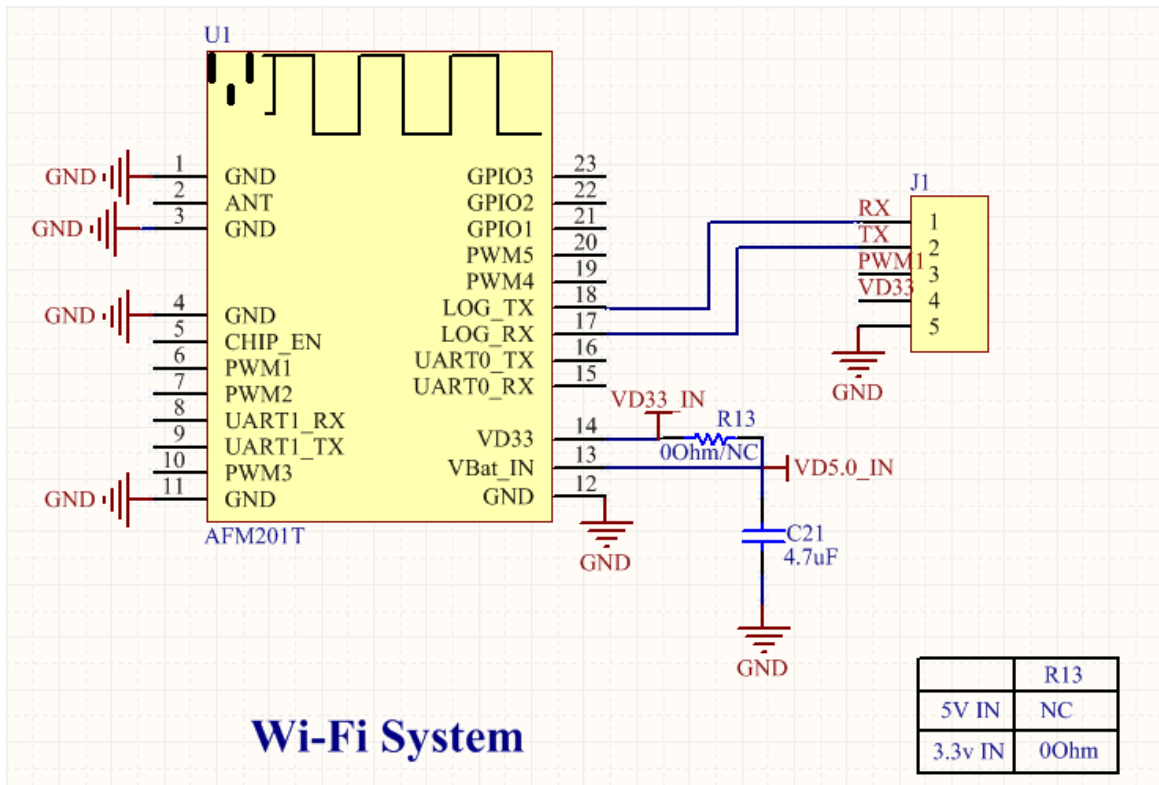 U1
GND 1 GND
2 ANT
GND 3 GND
GND 4 GND
5 CHIP_EN
6 PWM1
7 PWM2
8 UART1_RX
9 UART1_TX
10 PWM3
GND 11 GND
GPIO3 23
GPIO2 22
GPIO1 21
PWM5 20
PWM4 19
LOG_TX 18
LOG_RX 17
UART0_TX 16
UART0_RX 15
VD33 14
VBat_IN 13
GND 12
AFM201T
GND
J1
RX 1
TX 2
PWM1 3
VD33 4
5
GND
VD33_IN
R13
0Ohm/NC
VD5.0_IN
C21
4.7uF
GND
Wi-Fi System
R13
5V IN NC
3.3v IN 0Ohm